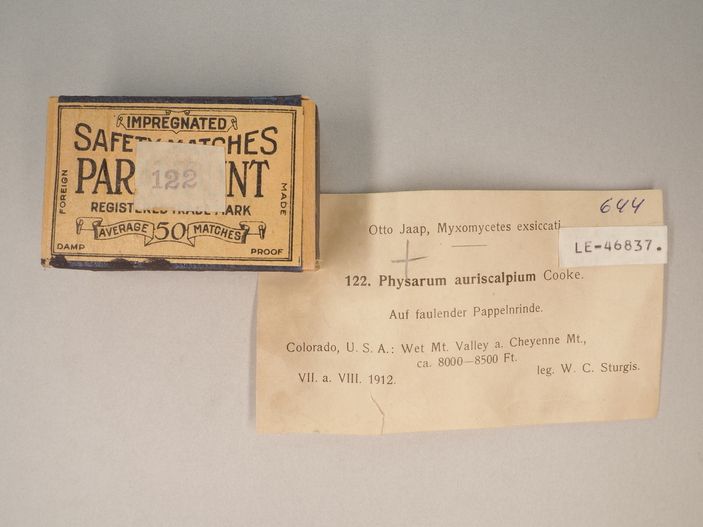 IMPREGNATED
SAFETY MATCHES
122
REGISTERED TRADE MARK
AVERAGE 50 MATCHES
FOREIGN
MADE
DAMP
PROOF
644
Otto Jaap, Myxomycetes exsiccati
LE-46837.
122. Physarum auriscalpium Cooke.
Auf faulender Pappelnrinde.
Colorado, U. S. A.: Wet Mt. Valley a. Cheyenne Mt.,
ca. 8000—8500 Ft.
VII. a. VIII. 1912.
leg. W. C. Sturgis.